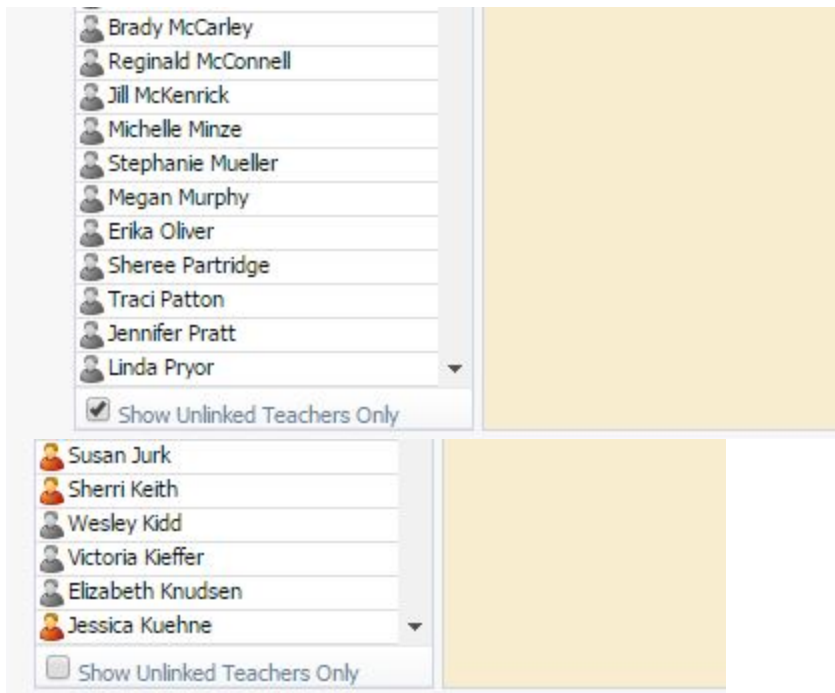 Brady McCarley
Reginald McConnell
Jill McKenrick
Michelle Minze
Stephanie Mueller
Megan Murphy
Erika Oliver
Sheree Partridge
Traci Patton
Jennifer Pratt
Linda Pryor
Show Unlinked Teachers Only
Susan Jurk
Sherri Keith
Wesley Kidd
Victoria Kieffer
Elizabeth Knudsen
Jessica Kuehne
Show Unlinked Teachers Only